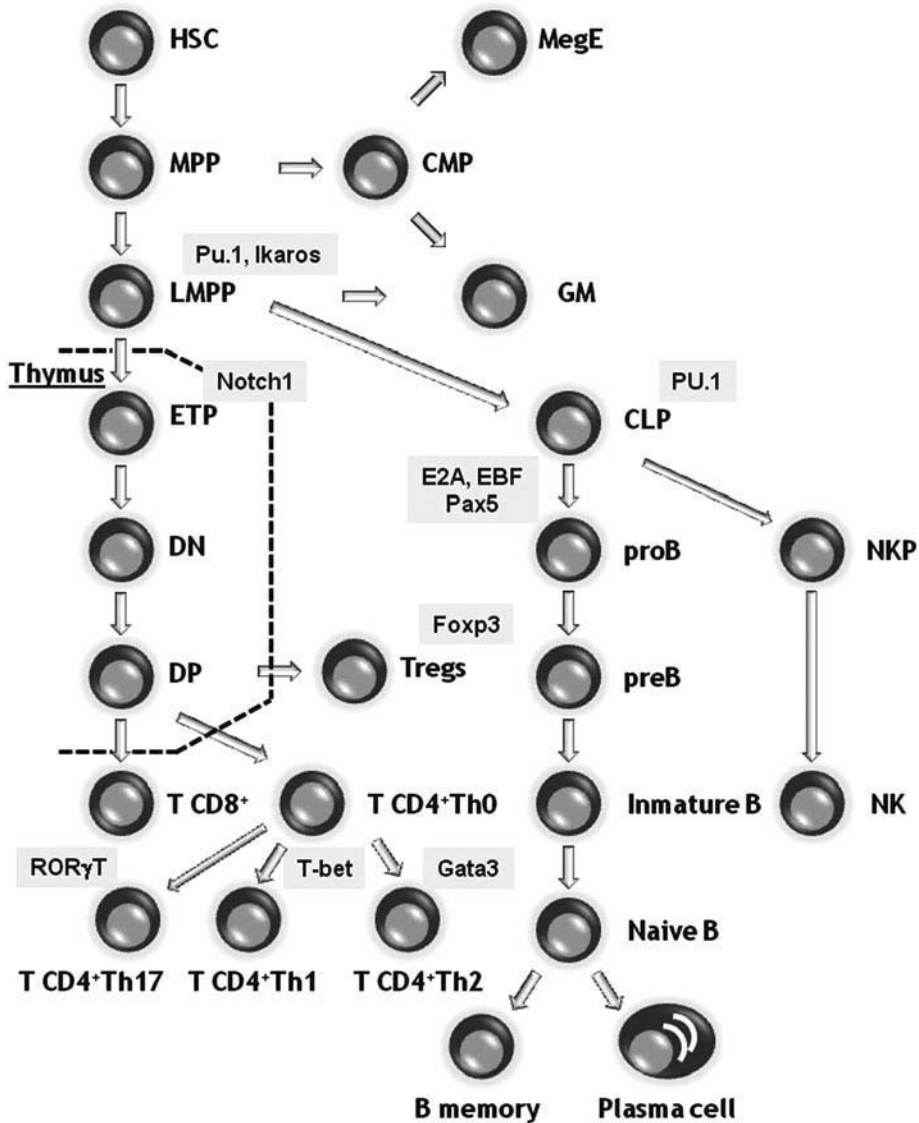 HSC
MegE
MPP
CMP
Pu.1, Ikaros
LMPP
GM
Thymus
Notch1
PU.1
ETP
CLP
E2A, EBF
Pax5
DN
proB
NKP
Foxp3
DP
Tregs
preB
T CD8⁺
T CD4⁺Th0
Inmature B
NK
RORγT
T-bet
Gata3
Naive B
T CD4⁺Th17
T CD4⁺Th1
T CD4⁺Th2
B memory
Plasma cell